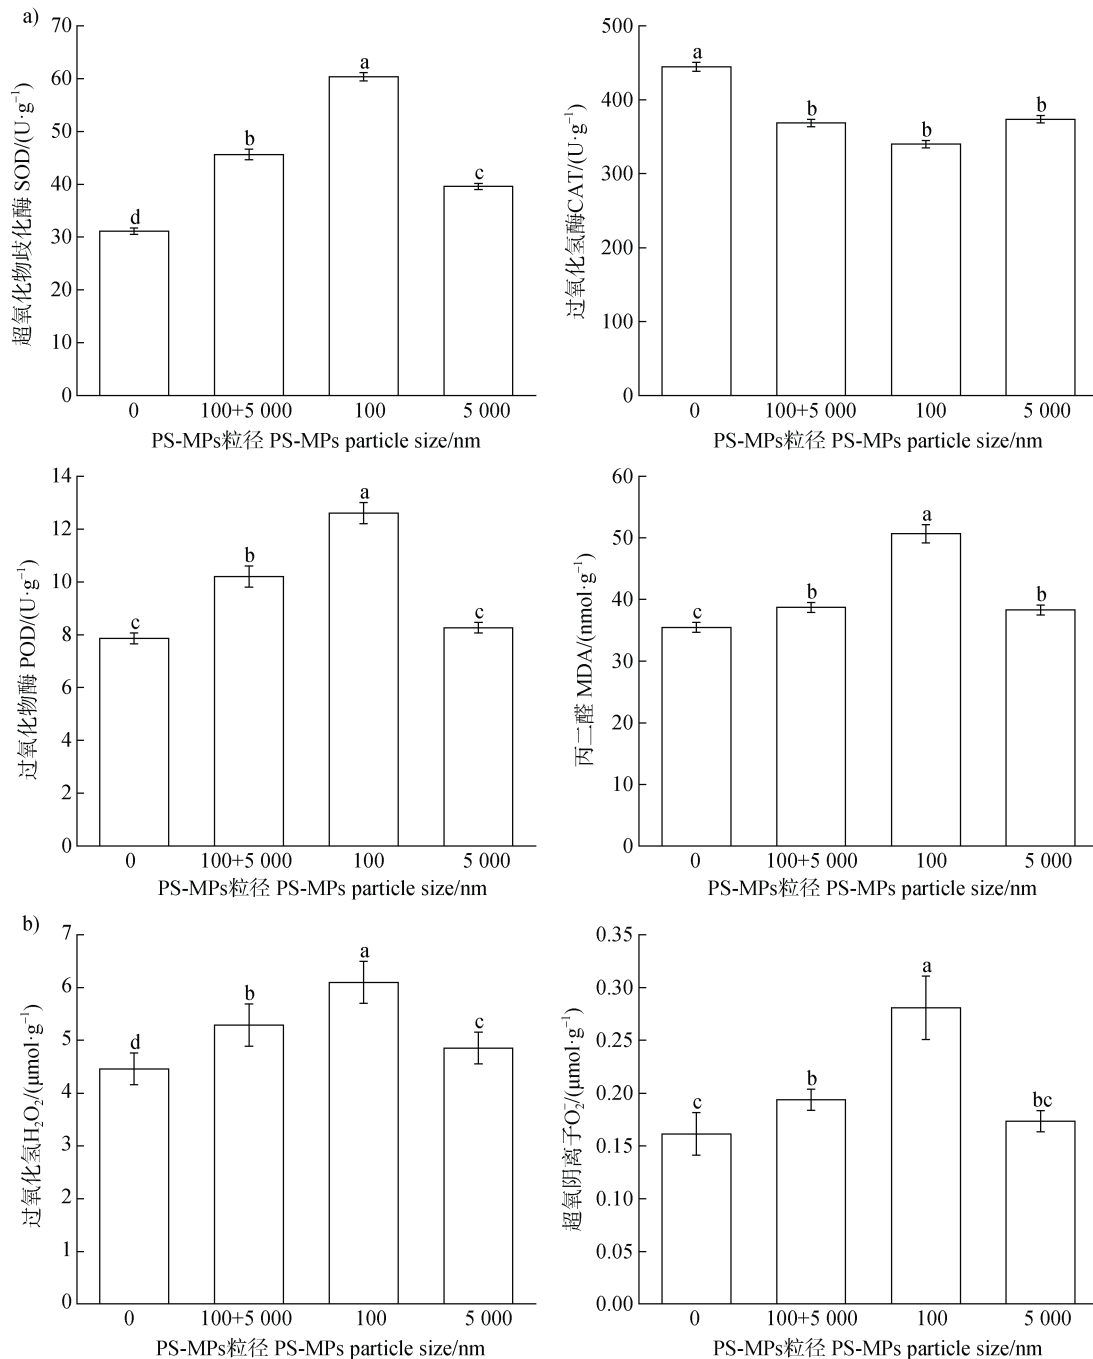 a)
超氧化物歧化酶 SOD/(U·g⁻¹)
70
60
50
40
30
20
10
0
d
b
a
c
0 100+5 000 100 5 000
PS-MPs粒径 PS-MPs particle size/nm
过氧化氢酶CAT/(U·g⁻¹)
500
400
300
200
100
0
a
b
b
b
0 100+5 000 100 5 000
PS-MPs粒径 PS-MPs particle size/nm
过氧化物酶 POD/(U·g⁻¹)
14
12
10
8
6
4
2
0
c
b
a
c
0 100+5 000 100 5 000
PS-MPs粒径 PS-MPs particle size/nm
丙二醛 MDA/(nmol·g⁻¹)
60
50
40
30
20
10
0
c
b
a
b
0 100+5 000 100 5 000
PS-MPs粒径 PS-MPs particle size/nm
b)
过氧化氢H₂O₂/(μmol·g⁻¹)
7
6
5
4
3
2
1
0
d
b
a
c
0 100+5 000 100 5 000
PS-MPs粒径 PS-MPs particle size/nm
超氧阴离子O₂⁻/(μmol·g⁻¹)
0.35
0.30
0.25
0.20
0.15
0.10
0.05
0.00
c
b
a
bc
0 100+5 000 100 5 000
PS-MPs粒径 PS-MPs particle size/nm